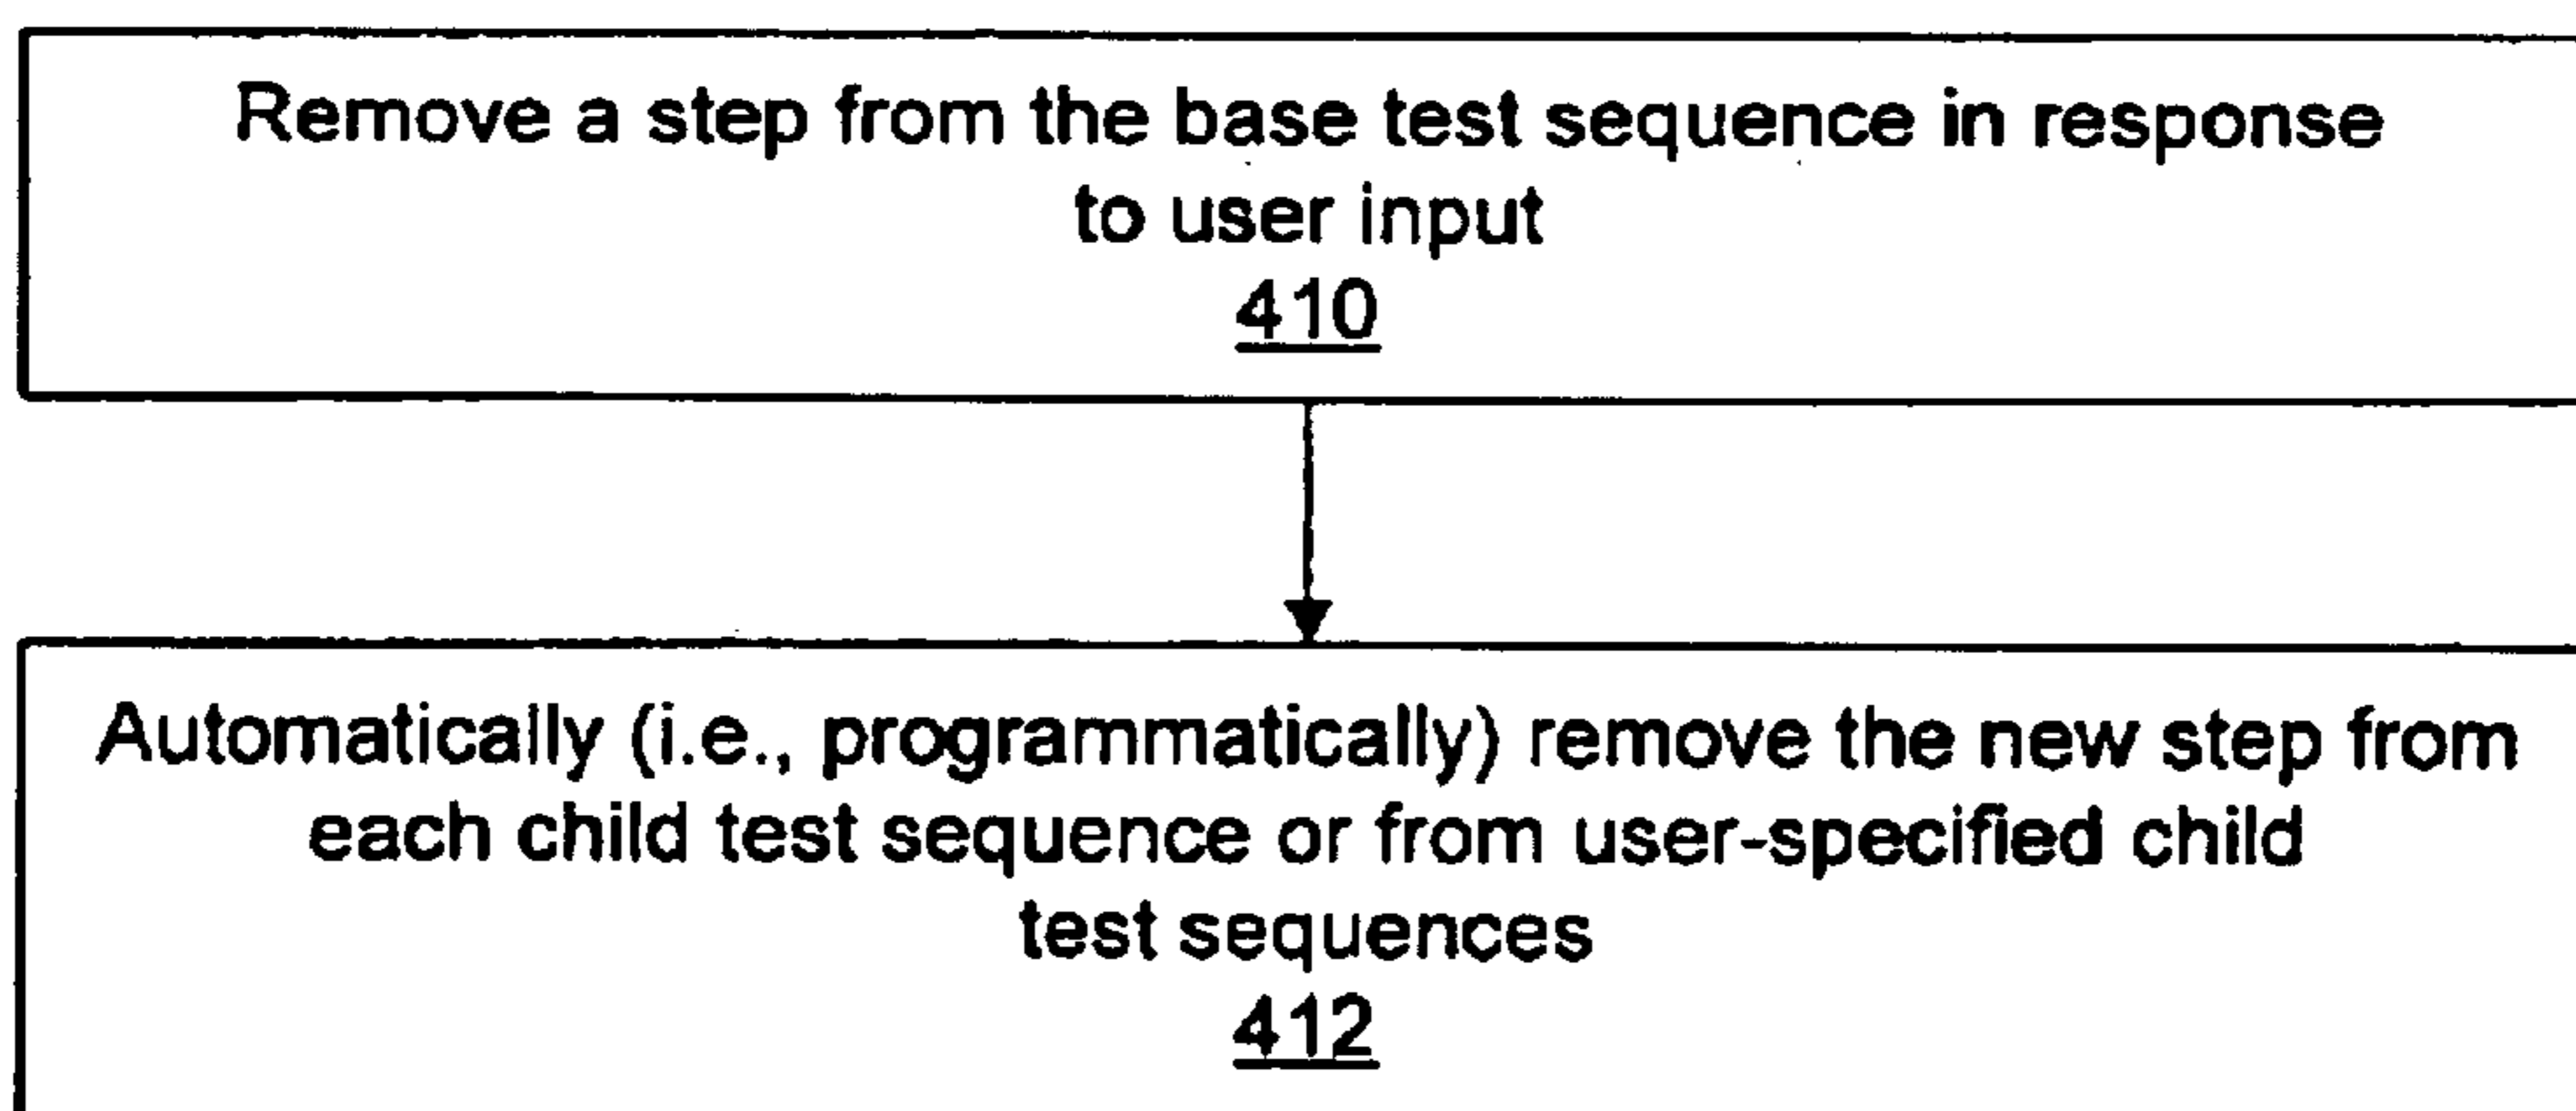 Remove a step from the base test sequence in response
to user input
410
Automatically (i.e., programmatically) remove the new step from
each child test sequence or from user-specified child
test sequences
412